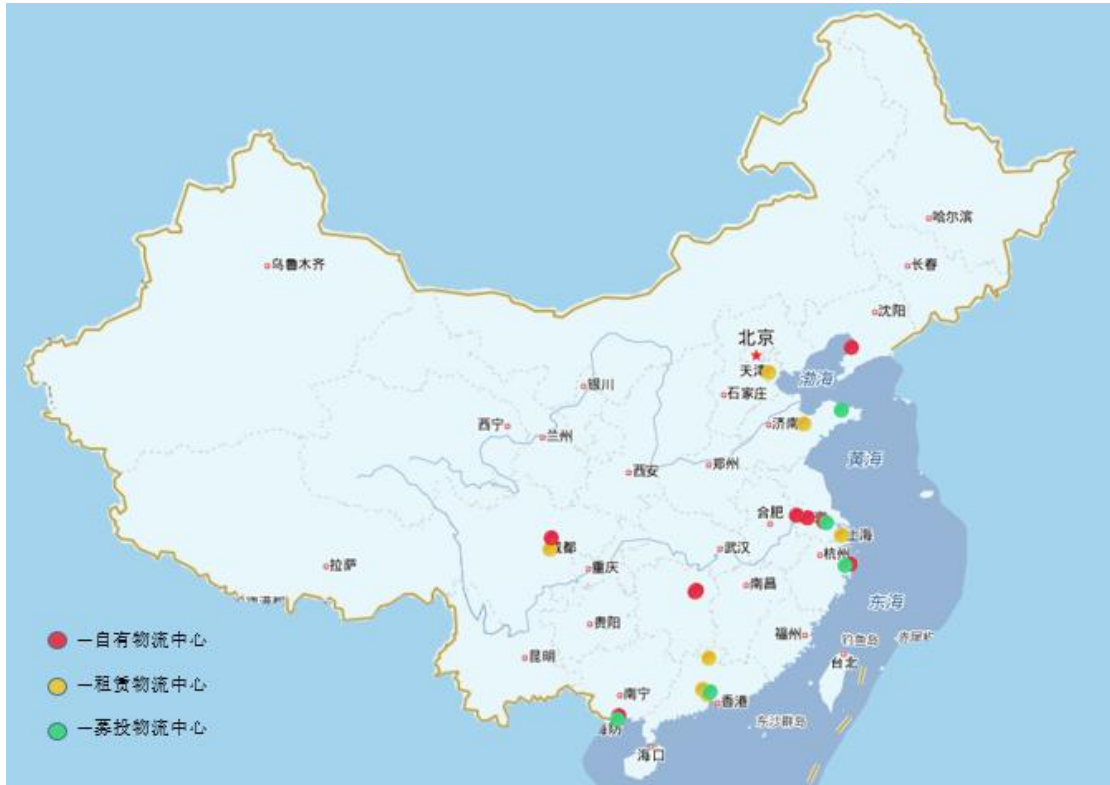 哈尔滨
长春
乌鲁木齐
沈阳
北京
天津
渤海
银川
石家庄
西宁
济南
兰州
黄海
郑州
西安
合肥
上海
成都
武汉
杭州
拉萨
重庆
南昌
东海
—自有物流中心
贵阳
福州
钓鱼岛
赤尾屿
昆明
台北
—租赁物流中心
南宁
香港
东沙群岛
—募投物流中心
海口